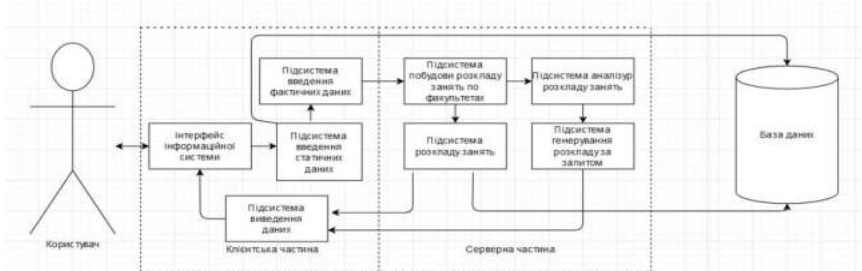 Підсистема
введення
фактичних даних
Підсистема
побудови розкладу
занять по
факультетах
Підсистема аналізур
розкладу занять
База даних
Інтерфейс
інформаційної
системи
Підсистема
введення
статичних
даних
Підсистема
розкладу занять
Підсистема
генерування
розкладу за
запитом
Підсистема
виведення
даних
Користувач
Клієнтська частина
Серверна частина